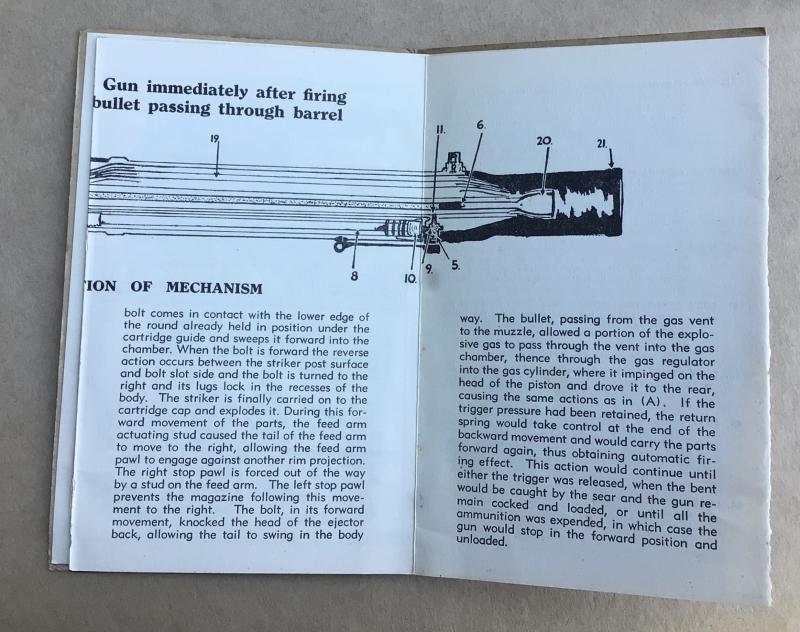 Gun immediately after firing
bullet passing through barrel
19
11.
6.
20.
21.
8
10.
9.
5.
ION OF MECHANISM
bolt comes in contact with the lower edge of
the round already held in position under the
cartridge guide and sweeps it forward into the
chamber. When the bolt is forward the reverse
action occurs between the striker post surface
and bolt slot side and the bolt is turned to the
right and its lugs lock in the recesses of the
body. The striker is finally carried on to the
cartridge cap and explodes it. During this for-
ward movement of the parts, the feed arm
actuating stud caused the tail of the feed arm
to move to the right, allowing the feed arm
pawl to engage against another rim projection.
The right stop pawl is forced out of the way
by a stud on the feed arm. The left stop pawl
prevents the magazine following this move-
ment to the right. The bolt, in its forward
movement, knocked the head of the ejector
back, allowing the tail to swing in the body
way. The bullet, passing from the gas vent
to the muzzle, allowed a portion of the explo-
sive gas to pass through the vent into the gas
chamber, thence through the gas regulator
into the gas cylinder, where it impinged on the
head of the piston and drove it to the rear,
causing the same actions as in (A). If the
trigger pressure had been retained, the return
spring would take control at the end of the
backward movement and would carry the parts
forward again, thus obtaining automatic fir-
ing effect. This action would continue until
either the trigger was released, when the bent
would be caught by the sear and the gun re-
main cocked and loaded, or until all the
ammunition was expended, in which case the
gun would stop in the forward position and
unloaded.